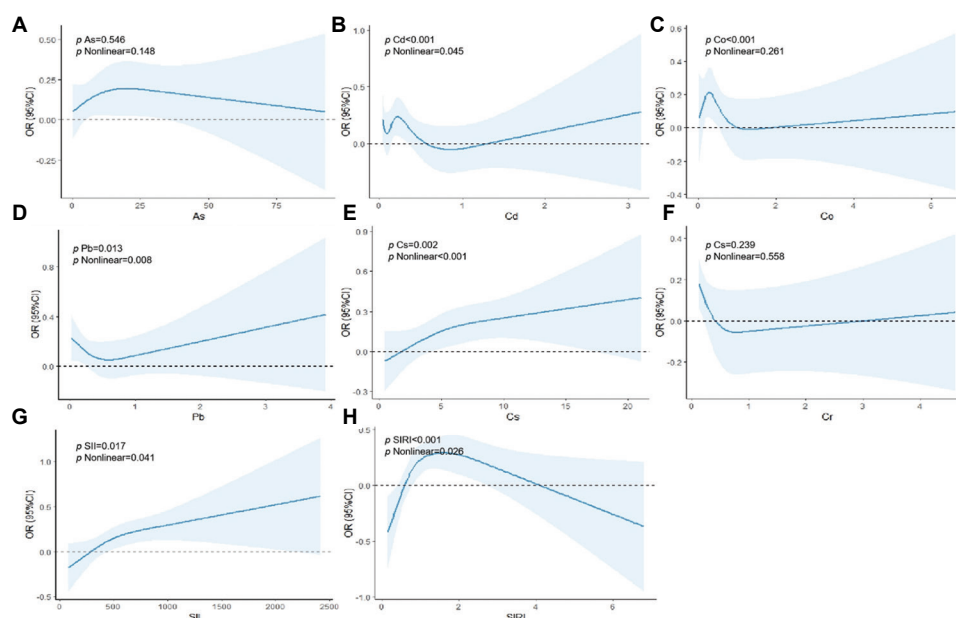 A
p As=0.546
p Nonlinear=0.148
OR (95%CI)
0.50
0.25
0.00
-0.25
0
25
50
75
As
B
p Cd<0.001
p Nonlinear=0.045
OR (95%CI)
1.0
0.5
0.0
-0.5
0
1
2
3
Cd
C
p Co<0.001
p Nonlinear=0.261
OR (95%CI)
0.6
0.4
0.2
0.0
-0.2
-0.4
0
2
4
6
Co
D
p Pb=0.013
p Nonlinear=0.008
OR (95%CI)
0.8
0.4
0.0
0
1
2
3
4
Pb
E
p Cs=0.002
p Nonlinear<0.001
OR (95%CI)
0.9
0.6
0.3
0.0
-0.3
0
5
10
15
20
Cs
F
p Cs=0.239
p Nonlinear=0.558
OR (95%CI)
0.4
0.2
0.0
-0.2
0
1
2
3
4
Cr
G
p SII=0.017
p Nonlinear=0.041
OR (95%CI)
1.0
0.5
0.0
-0.5
0
500
1000
1500
2000
2500
SII
H
p SIRI<0.001
p Nonlinear=0.026
OR (95%CI)
0.5
0.0
-0.5
-1.0
0
2
4
6
SIRI